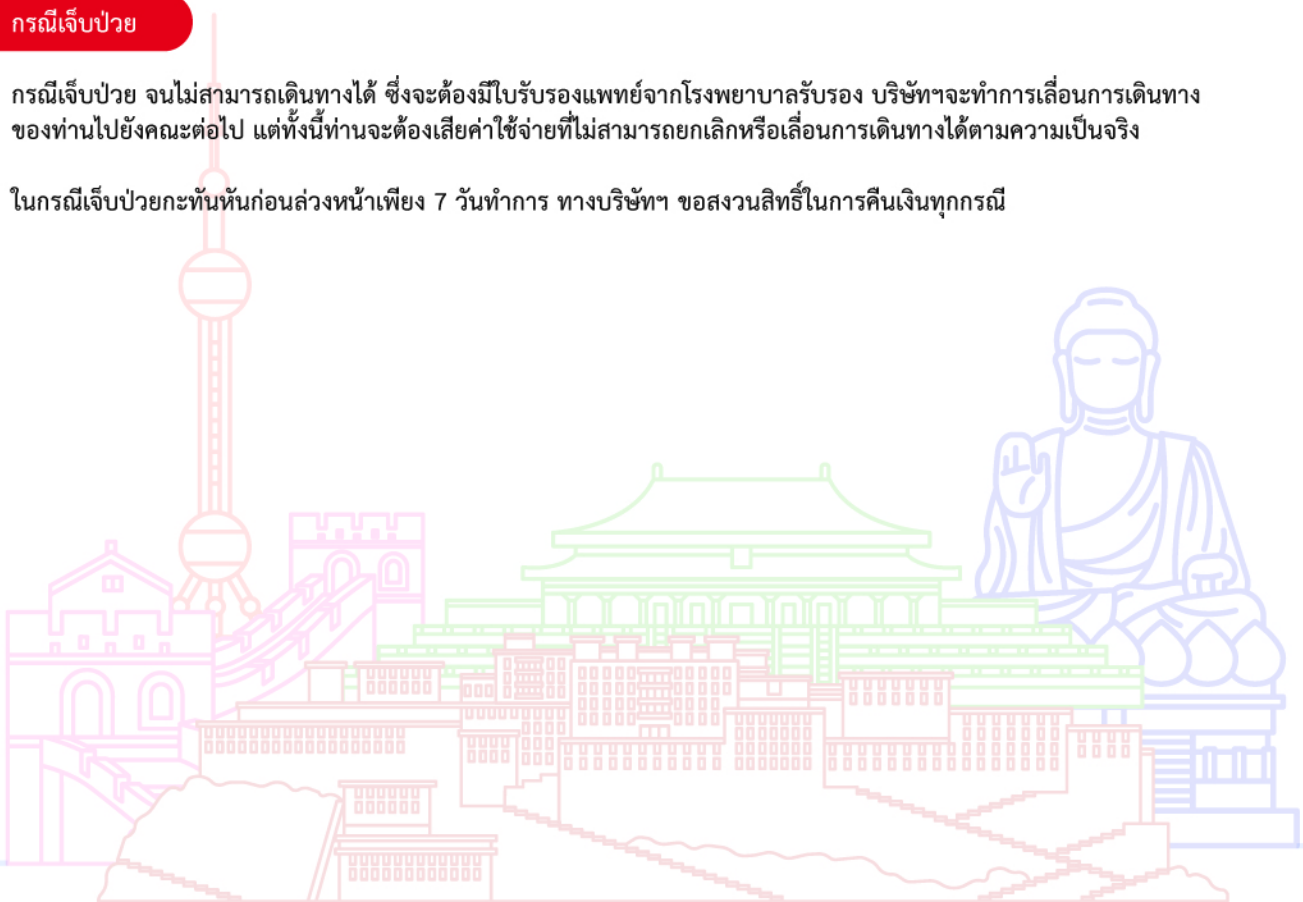 กรณีเจ็บป่วย
กรณีเจ็บป่วย จนไม่สามารถเดินทางได้ ซึ่งจะต้องมีใบรับรองแพทย์จากโรงพยาบาลรับรอง บริษัทฯจะทำการเลื่อนการเดินทาง
ของท่านไปยังคณะต่อไป แต่ทั้งนี้ท่านจะต้องเสียค่าใช้จ่ายที่ไม่สามารถยกเลิกหรือเลื่อนการเดินทางได้ตามความเป็นจริง
ในกรณีเจ็บป่วยกะทันหันก่อนล่วงหน้าเพียง 7 วันทำการ ทางบริษัทฯ ขอสงวนสิทธิ์ในการคืนเงินทุกกรณี